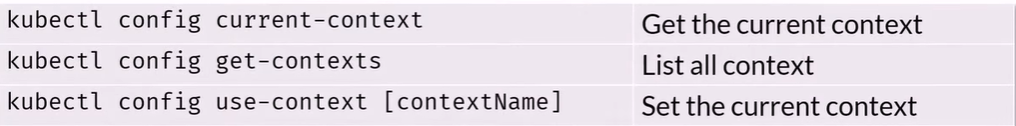 kubectl config current-context Get the current context
kubectl config get-contexts List all context
kubectl config use-context [contextName] Set the current context